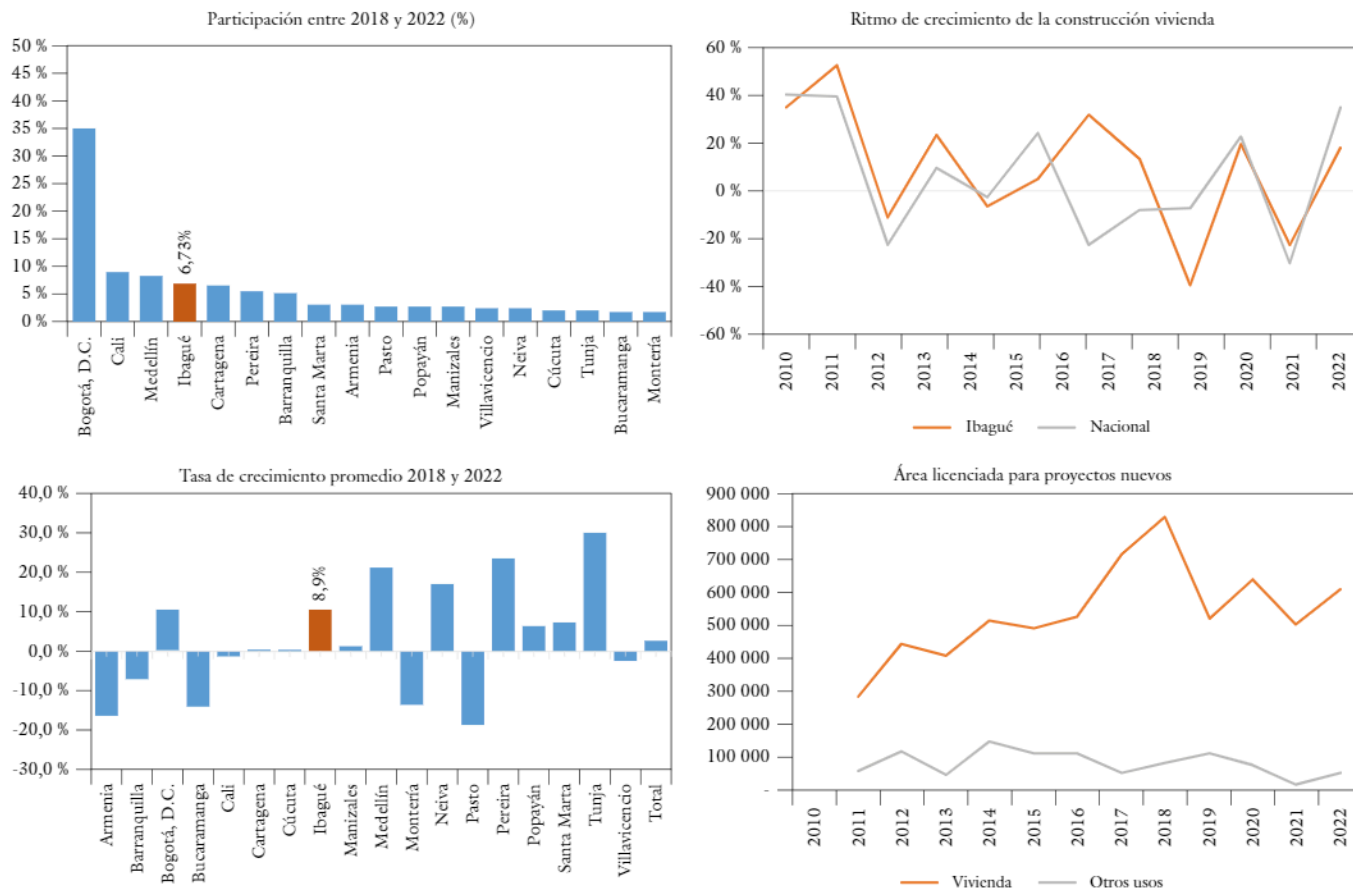 Participación entre 2018 y 2022 (%)
50 %
45 %
40 %
35 %
30 %
25 %
20 %
15 %
10 %
5 %
0 %
6,73%
Bogotá, D.C.
Cali
Medellín
Ibagué
Cartagena
Pereira
Barranquilla
Santa Marta
Armenia
Pasto
Popayán
Manizales
Villavicencio
Neiva
Cúcuta
Tunja
Bucaramanga
Montería
Ritmo de crecimiento de la construcción vivienda
60 %
40 %
20 %
0 %
-20 %
-40 %
-60 %
2010
2011
2012
2013
2014
2015
2016
2017
2018
2019
2020
2021
2022
Ibagué
Nacional
Tasa de crecimiento promedio 2018 y 2022
40,0 %
30,0 %
20,0 %
10,0 %
0,0 %
-10,0 %
-20,0 %
-30,0 %
8,9%
Armenia
Barranquilla
Bogotá, D.C.
Bucaramanga
Cali
Cartagena
Cúcuta
Ibagué
Manizales
Medellín
Montería
Neiva
Pasto
Pereira
Popayán
Santa Marta
Tunja
Villavicencio
Total
Área licenciada para proyectos nuevos
900 000
800 000
700 000
600 000
500 000
400 000
300 000
200 000
100 000
-
2010
2011
2012
2013
2014
2015
2016
2017
2018
2019
2020
2021
2022
Vivienda
Otros usos